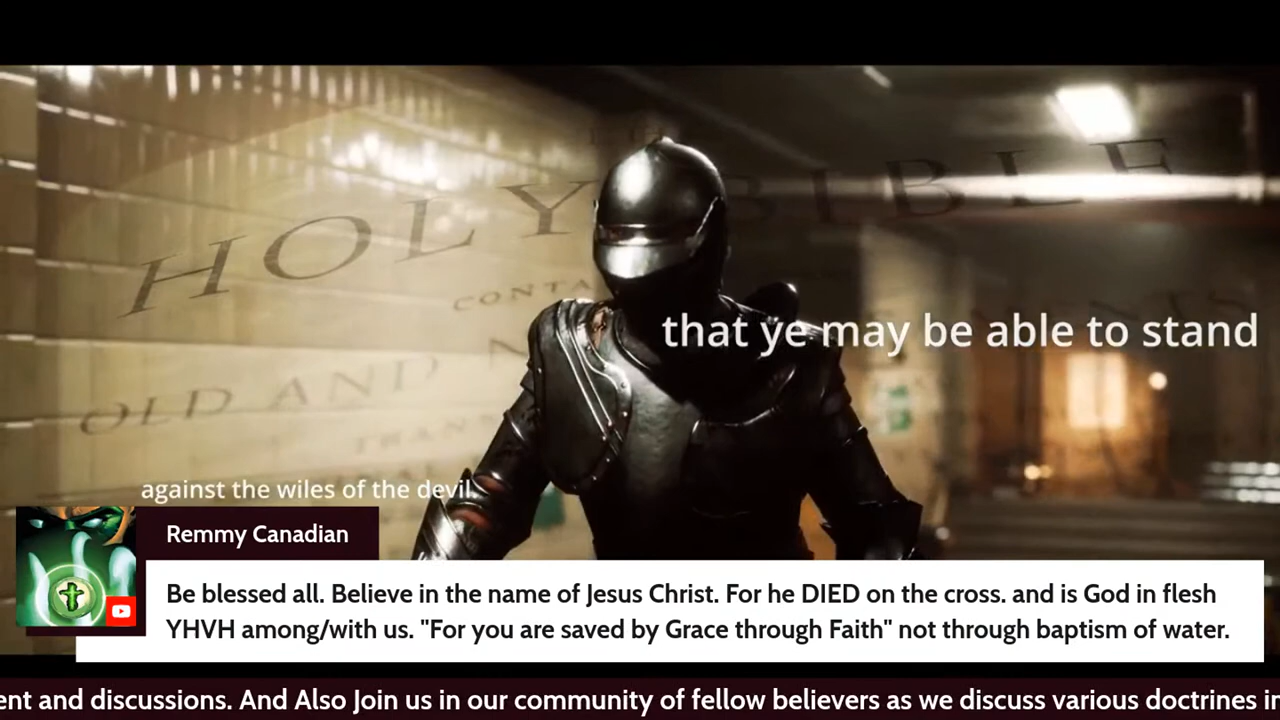 HOLY BIBLE
CONTA
OLD AND N
that ye may be able to stand
against the wiles of the devil
Remmy Canadian
Be blessed all. Believe in the name of Jesus Christ. For he DIED on the cross. and is God in flesh
YHVH among/with us. "For you are saved by Grace through Faith" not through baptism of water.
ent and discussions. And Also Join us in our community of fellow believers as we discuss various doctrines in